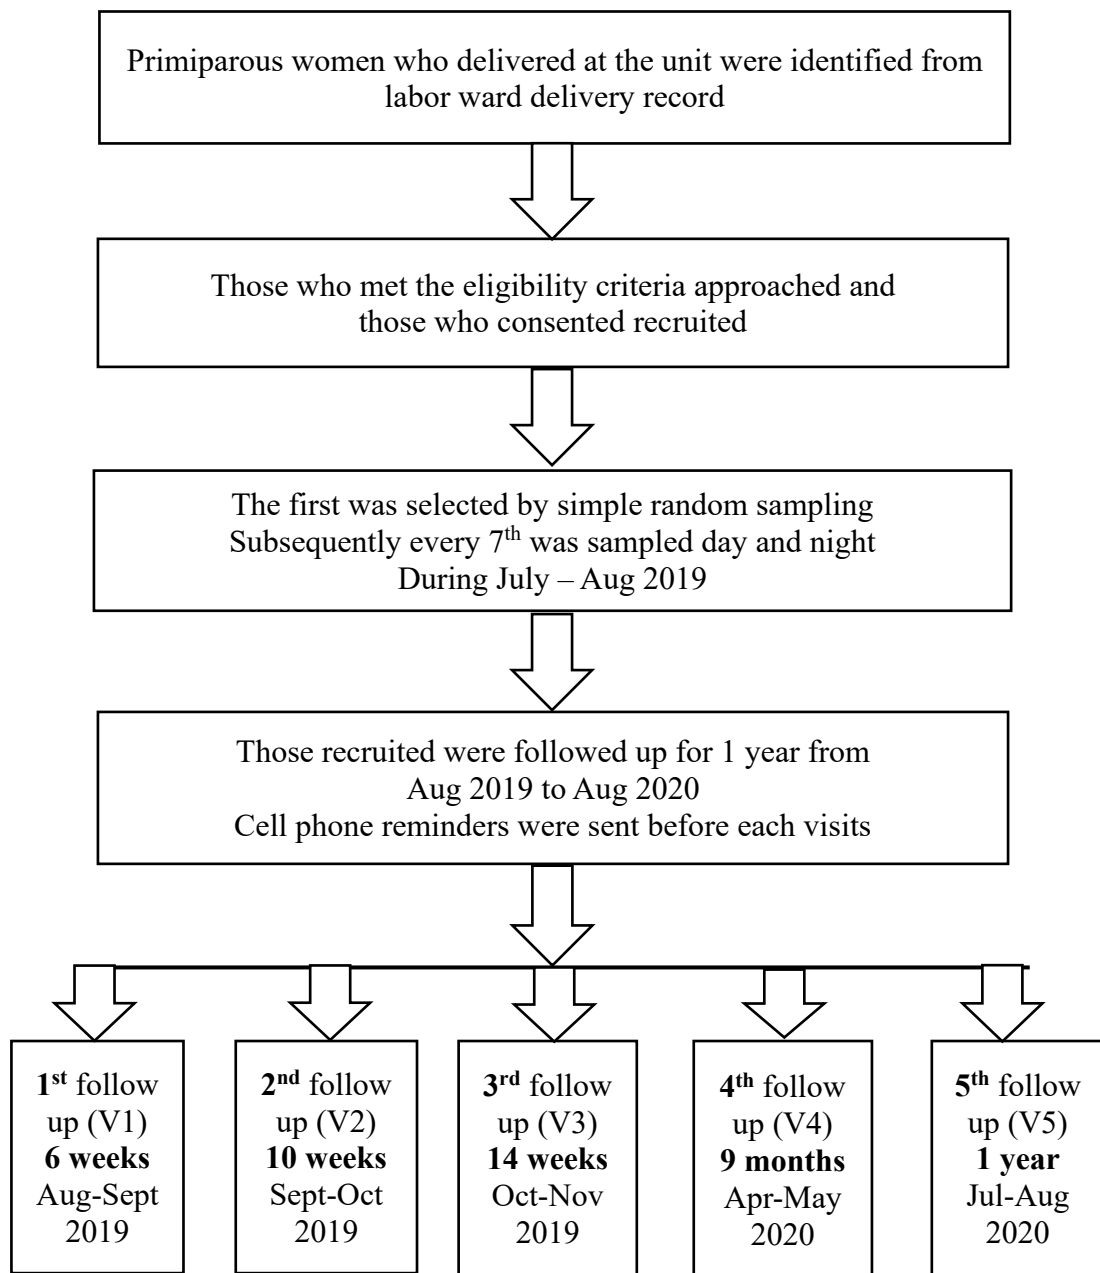 Primiparous women who delivered at the unit were identified from
labor ward delivery record
Those who met the eligibility criteria approached and
those who consented recruited
The first was selected by simple random sampling
Subsequently every 7th was sampled day and night
During July – Aug 2019
Those recruited were followed up for 1 year from
Aug 2019 to Aug 2020
Cell phone reminders were sent before each visits
1st follow
up (V1)
6 weeks
Aug-Sept
2019
2nd follow
up (V2)
10 weeks
Sept-Oct
2019
3rd follow
up (V3)
14 weeks
Oct-Nov
2019
4th follow
up (V4)
9 months
Apr-May
2020
5th follow
up (V5)
1 year
Jul-Aug
2020